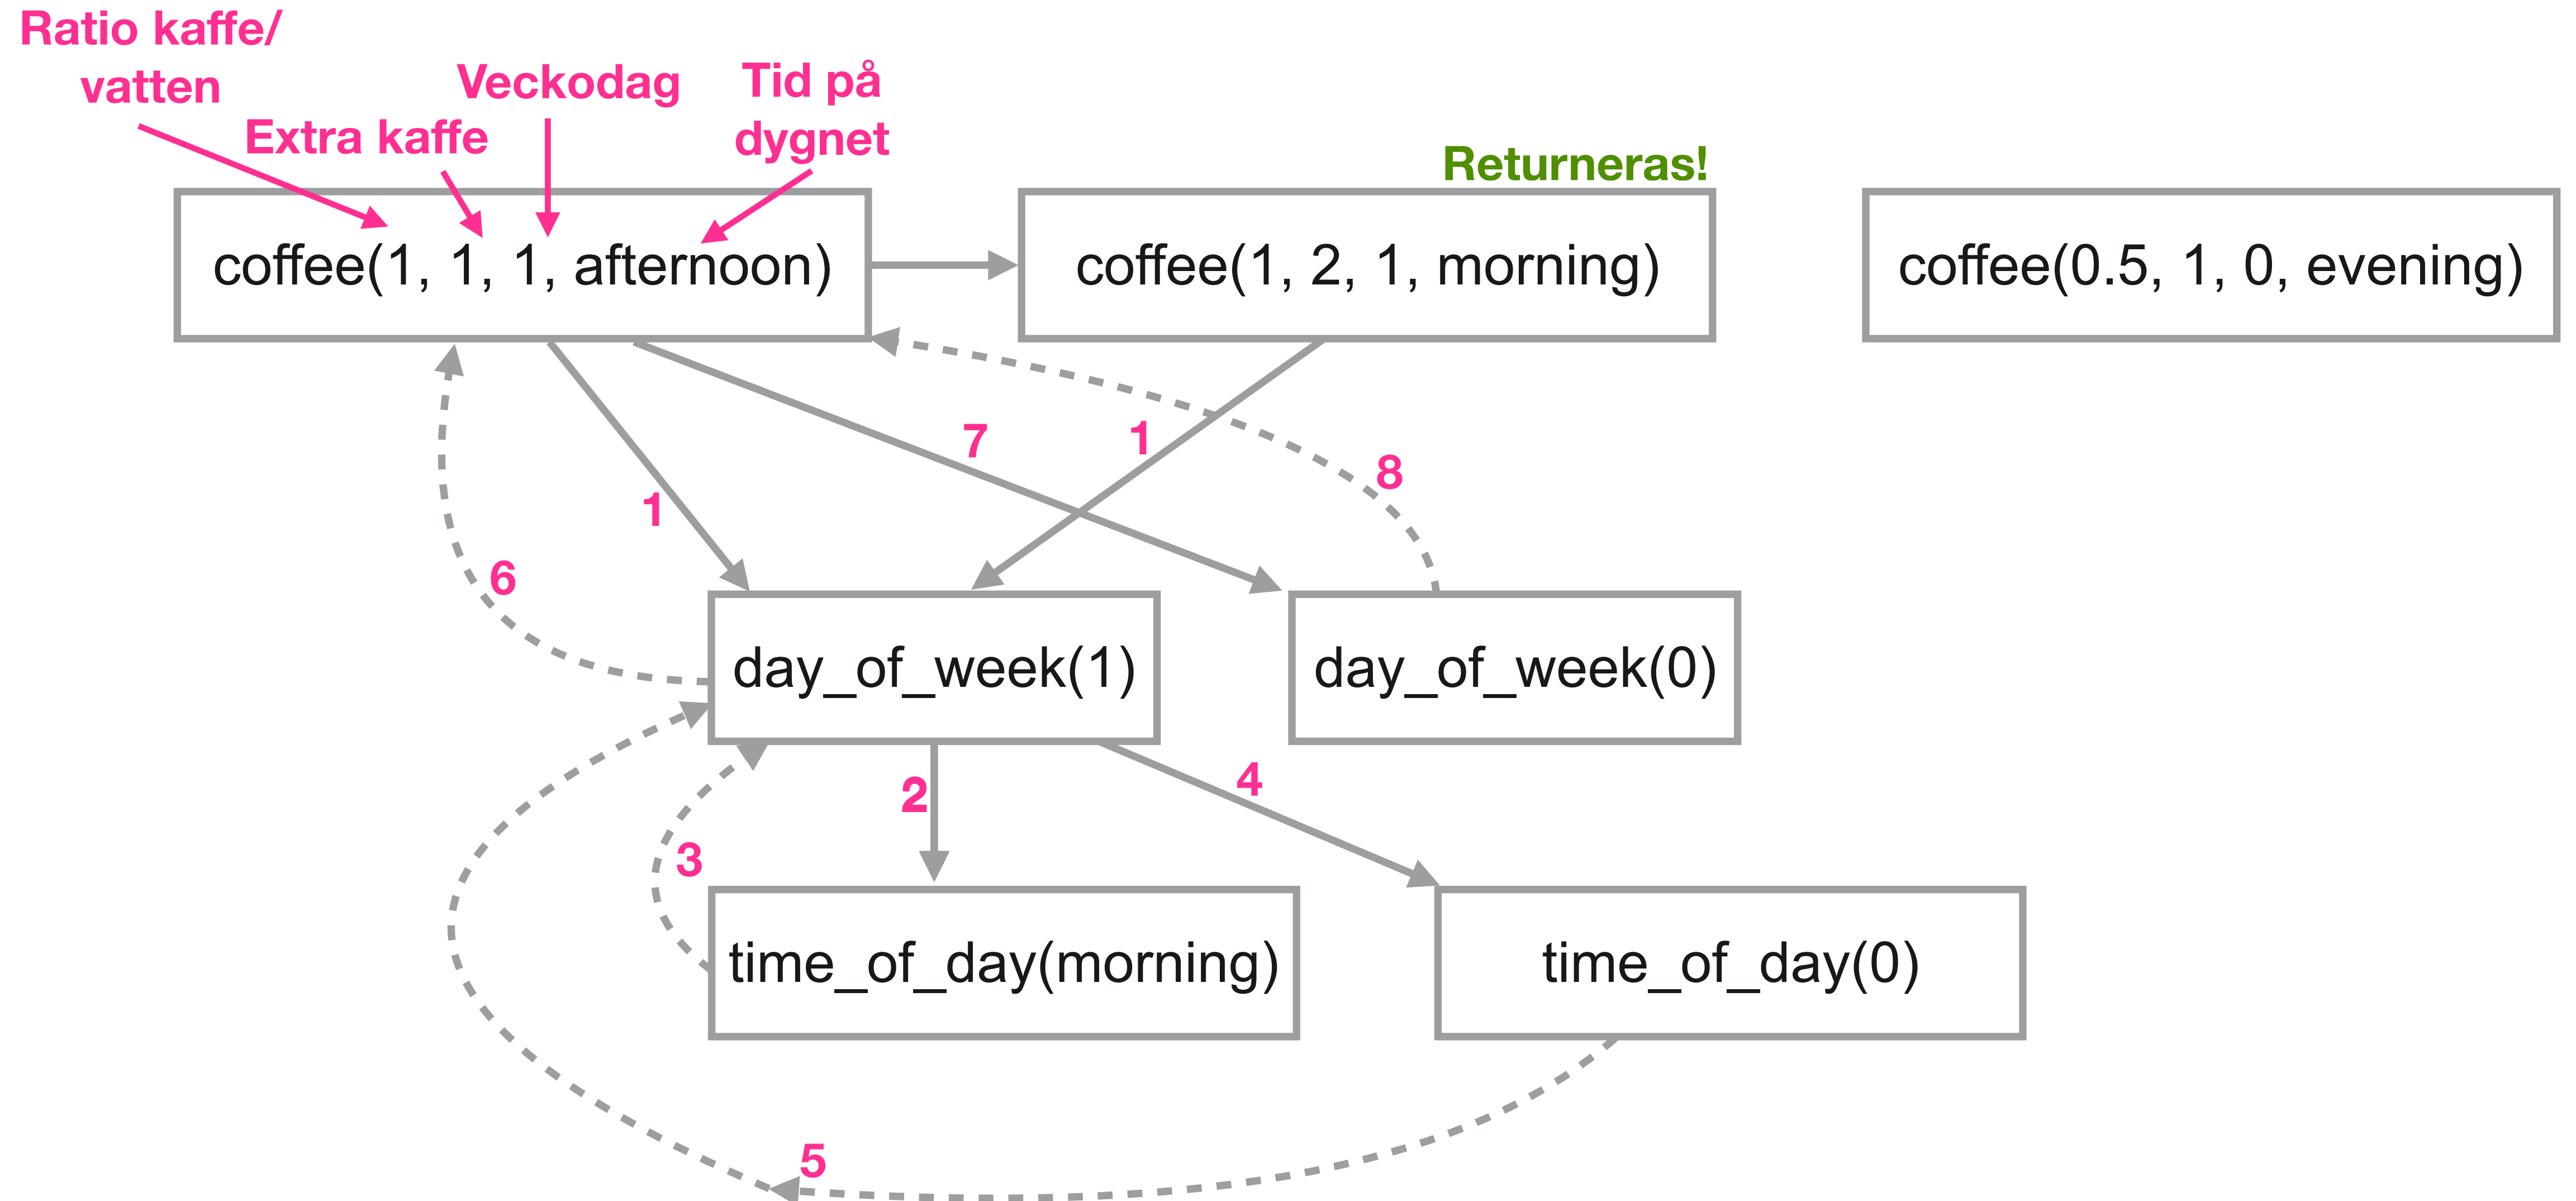 Ratio kaffe/
vatten
Extra kaffe
Veckodag
Tid på
dygnet
Returneras!
coffee(1, 1, 1, afternoon)
coffee(1, 2, 1, morning)
coffee(0.5, 1, 0, evening)
7
1
8
1
6
day_of_week(1)
day_of_week(0)
2
4
3
time_of_day(morning)
time_of_day(0)
5